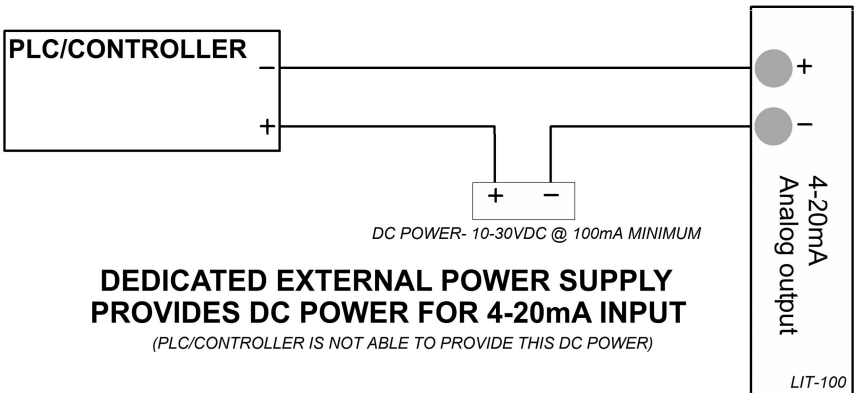 PLC/CONTROLLER
−
+
+
−
+ −
DC POWER- 10-30VDC @ 100mA MINIMUM
4-20mA
Analog output
DEDICATED EXTERNAL POWER SUPPLY
PROVIDES DC POWER FOR 4-20mA INPUT
(PLC/CONTROLLER IS NOT ABLE TO PROVIDE THIS DC POWER)
LIT-100